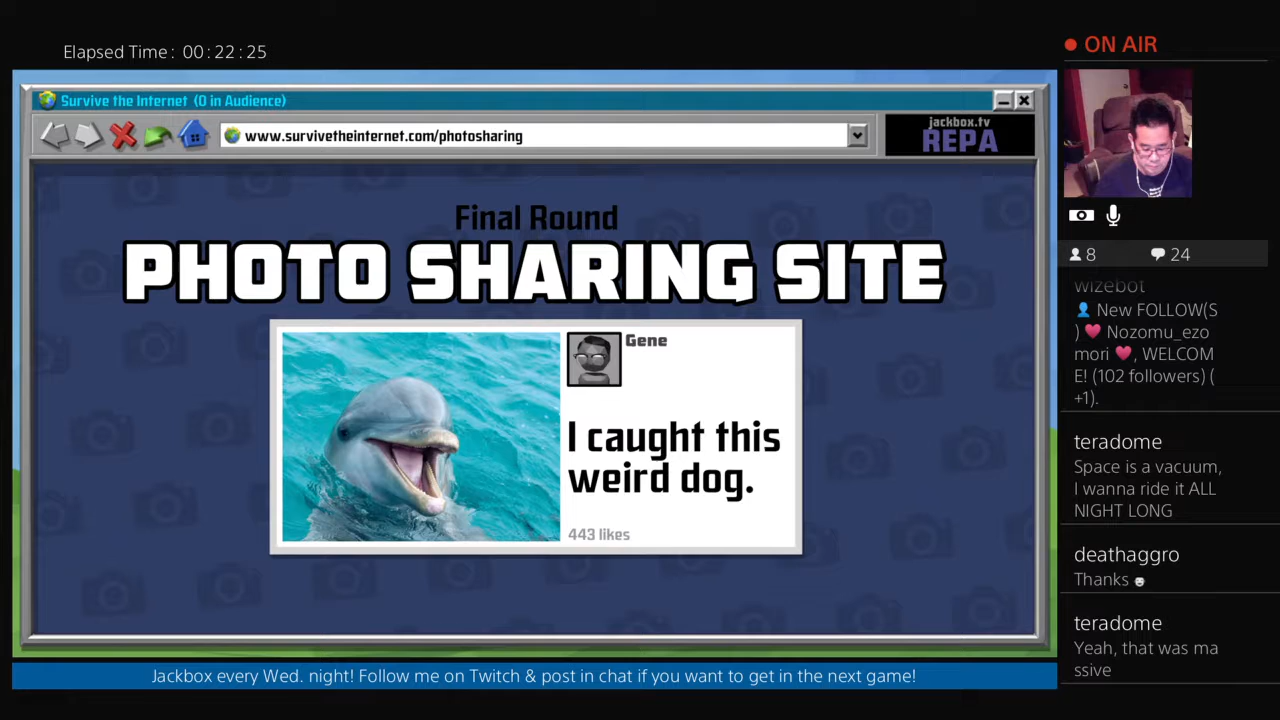 Elapsed Time: 00:22:25
ON AIR
Survive the Internet (0 in Audience)
www.survivetheinternet.com/photosharing
jackbox.tv
REPA
Final Round
PHOTO SHARING SITE
Gene
I caught this
weird dog.
443 likes
8 24
wizebot
New FOLLOW(S
) Nozomu_ezo
mori , WELCOM
E! (102 followers) (
+1).
teradome
Space is a vacuum,
I wanna ride it ALL
NIGHT LONG
deathaggro
Thanks
teradome
Yeah, that was ma
ssive
Jackbox every Wed. night! Follow me on Twitch & post in chat if you want to get in the next game!